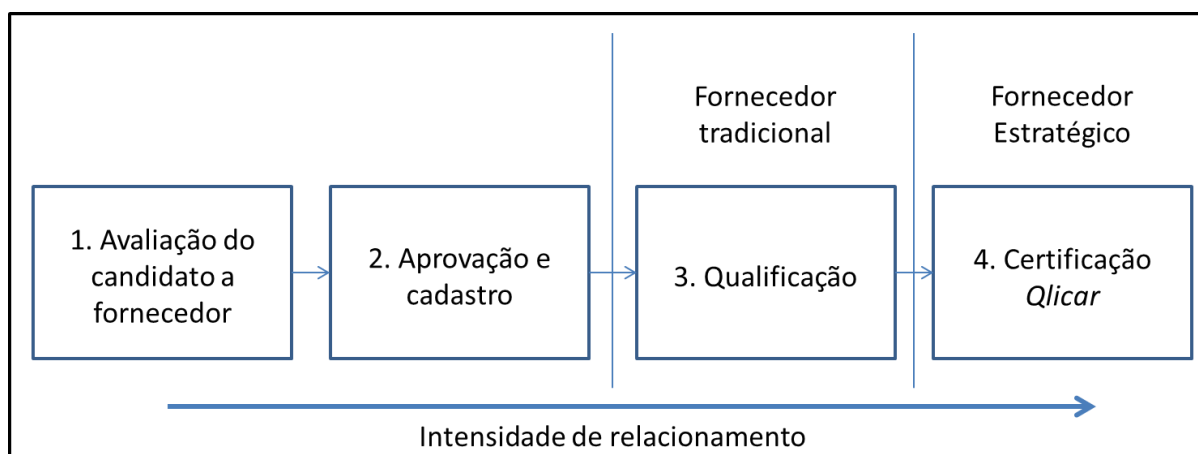 Fornecedor
tradicional
Fornecedor
Estratégico
1. Avaliação do
candidato a
fornecedor
2. Aprovação e
cadastro
3. Qualificação
4. Certificação
Qlicar
Intensidade de relacionamento